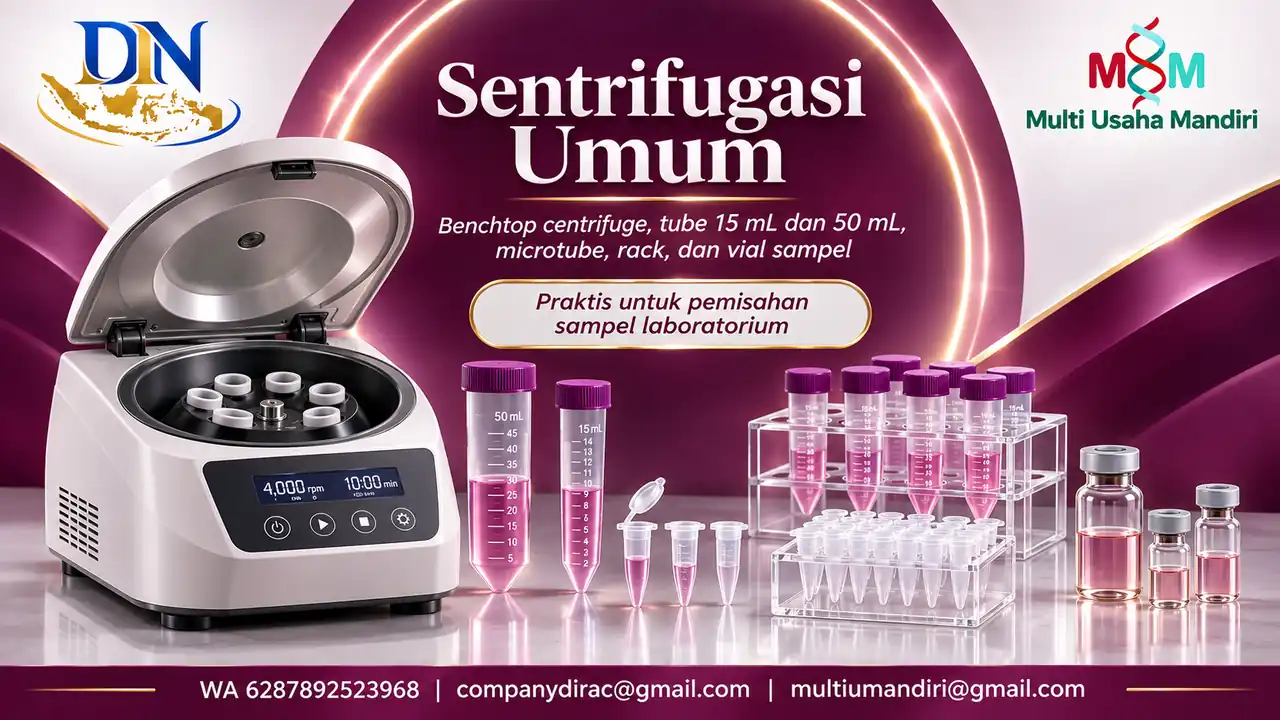 DIN
Sentrifugasi
Umum
MSM
Multi Usaha Mandiri
Benchtop centrifuge, tube 15 mL dan 50 mL,
microtube, rack, dan vial sampel
Praktis untuk pemisahan
sampel laboratorium
4,000 rpm
10:00 min
50 mL
45
40
35
30
25
20
15
10
5
15 mL
14
13
12
11
10
9
8
5
4
3
2
WA 6287892523968 | companydirac@gmail.com | multiumandiri@gmail.com